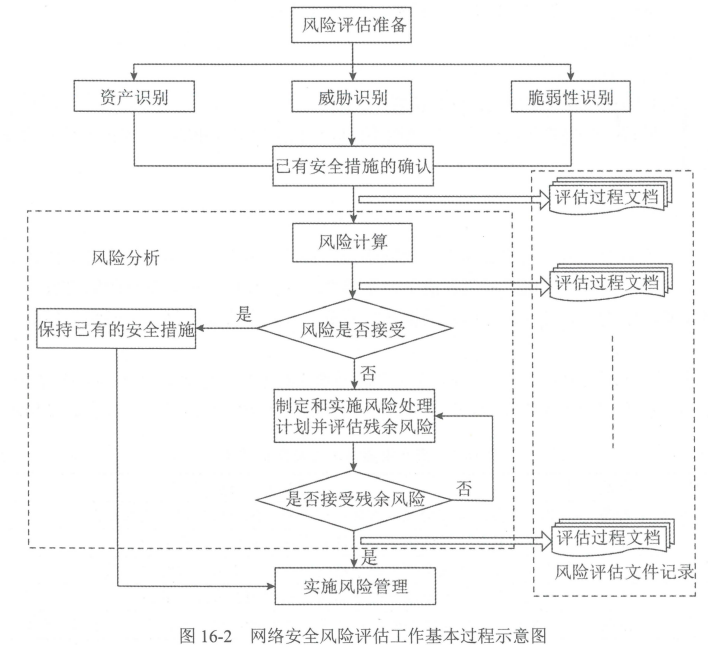 风险评估准备
资产识别
威胁识别
脆弱性识别
已有安全措施的确认
评估过程文档
风险分析
风险计算
评估过程文档
保持已有的安全措施
是
风险是否接受
否
制定和实施风险处理
计划并评估残余风险
是否接受残余风险
否
评估过程文档
是
风险评估文件记录
实施风险管理
图 16-2 网络安全风险评估工作基本过程示意图